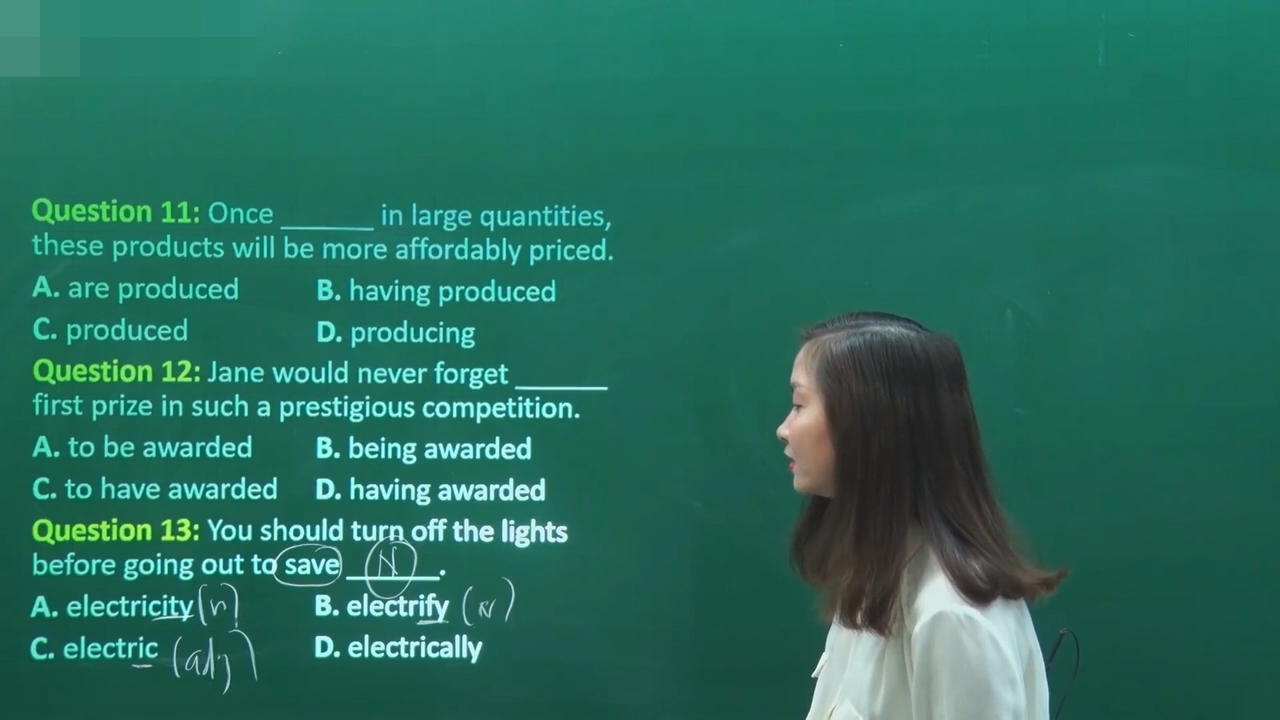 Question 11: Once ______ in large quantities,
these products will be more affordably priced.
A. are produced B. having produced
C. produced D. producing
Question 12: Jane would never forget ______
first prize in such a prestigious competition.
A. to be awarded B. being awarded
C. to have awarded D. having awarded
Question 13: You should turn off the lights
before going out to save ______. N
A. electricity (n) B. electrify (v)
C. electric (adj) D. electrically